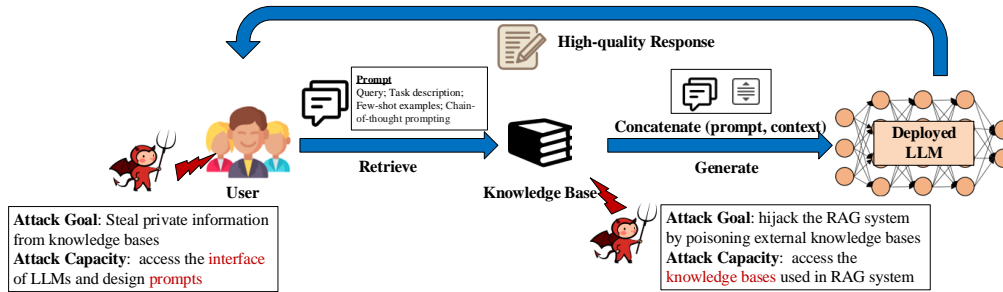 High-quality Response
Prompt
Query; Task description;
Few-shot examples; Chain-
of-thought prompting
Concatenate (prompt, context)
Deployed
LLM
User
Retrieve
Knowledge Base
Generate
Attack Goal: Steal private information
from knowledge bases
Attack Capacity: access the interface
of LLMs and design prompts
Attack Goal: hijack the RAG system
by poisoning external knowledge bases
Attack Capacity: access the
knowledge bases used in RAG system